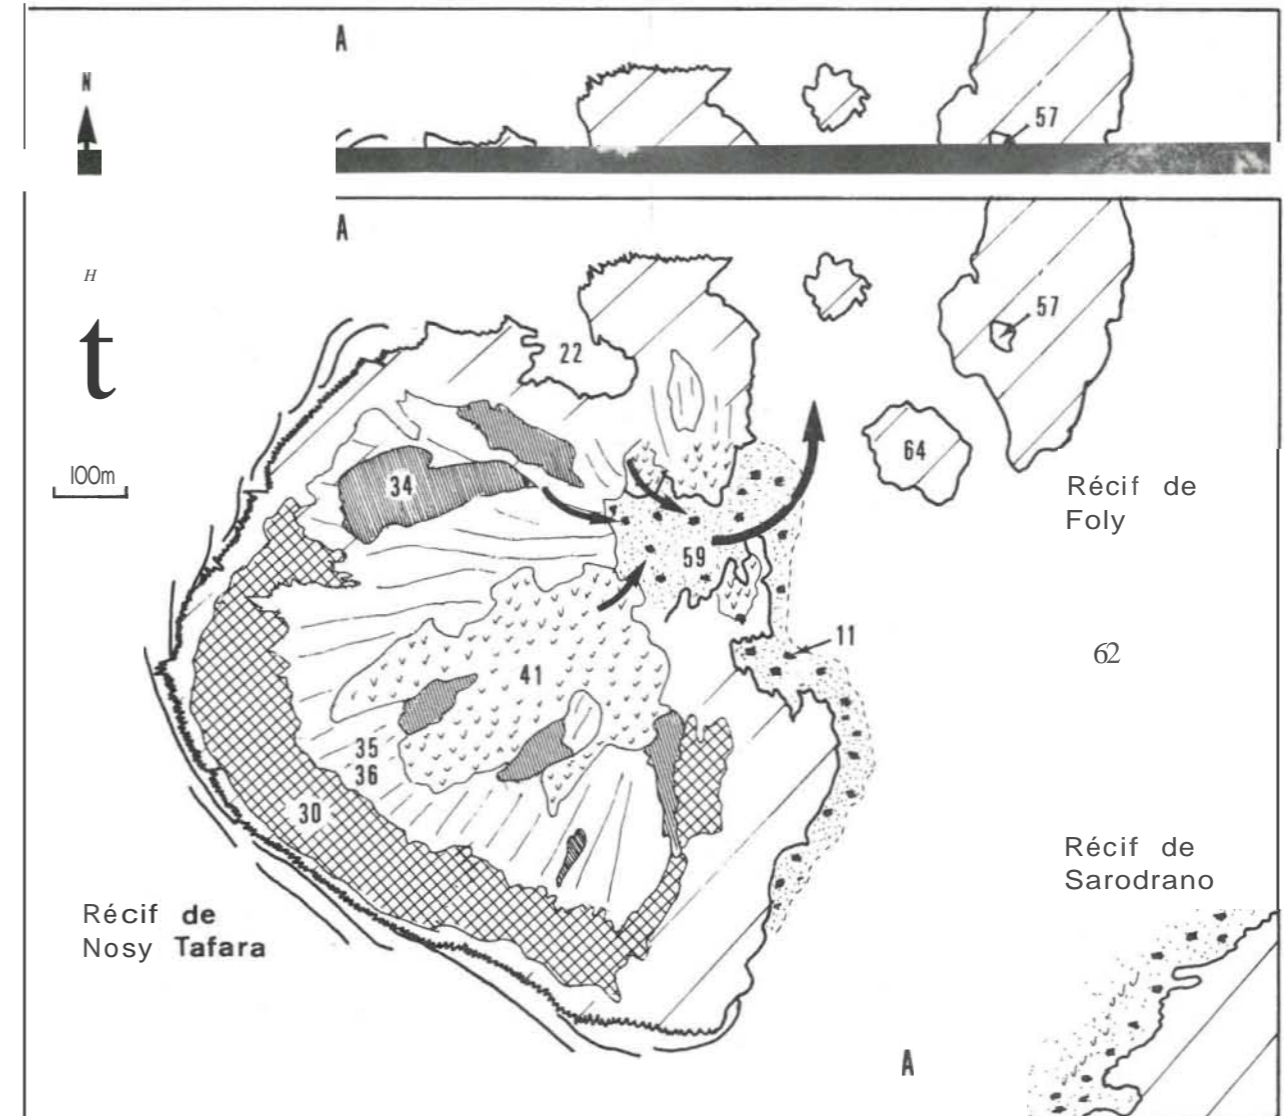 A
N
57
A
H
t
57
22
100m
34
64
Récif de
Foly
59
11
62
41
35
36
30
Récif de
Sarodrano
Récif de
Nosy Tafara
A